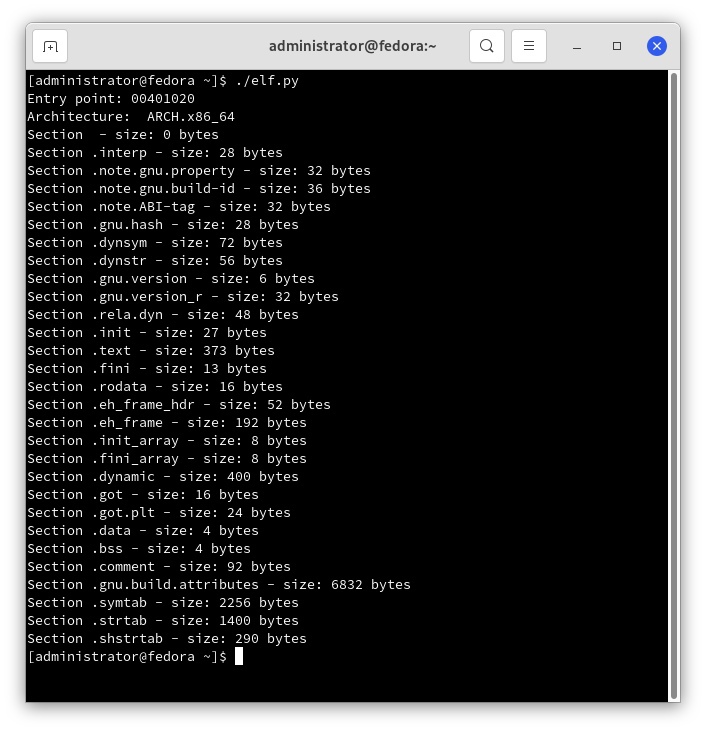 administrator@fedora:~
[administrator@fedora ~]$ ./elf.py
Entry point: 00401020
Architecture:  ARCH.x86_64
Section  - size: 0 bytes
Section .interp - size: 28 bytes
Section .note.gnu.property - size: 32 bytes
Section .note.gnu.build-id - size: 36 bytes
Section .note.ABI-tag - size: 32 bytes
Section .gnu.hash - size: 28 bytes
Section .dynsym - size: 72 bytes
Section .dynstr - size: 56 bytes
Section .gnu.version - size: 6 bytes
Section .gnu.version_r - size: 32 bytes
Section .rela.dyn - size: 48 bytes
Section .init - size: 27 bytes
Section .text - size: 373 bytes
Section .fini - size: 13 bytes
Section .rodata - size: 16 bytes
Section .eh_frame_hdr - size: 52 bytes
Section .eh_frame - size: 192 bytes
Section .init_array - size: 8 bytes
Section .fini_array - size: 8 bytes
Section .dynamic - size: 400 bytes
Section .got - size: 16 bytes
Section .got.plt - size: 24 bytes
Section .data - size: 4 bytes
Section .bss - size: 4 bytes
Section .comment - size: 92 bytes
Section .gnu.build.attributes - size: 6832 bytes
Section .symtab - size: 2256 bytes
Section .strtab - size: 1400 bytes
Section .shstrtab - size: 290 bytes
[administrator@fedora ~]$